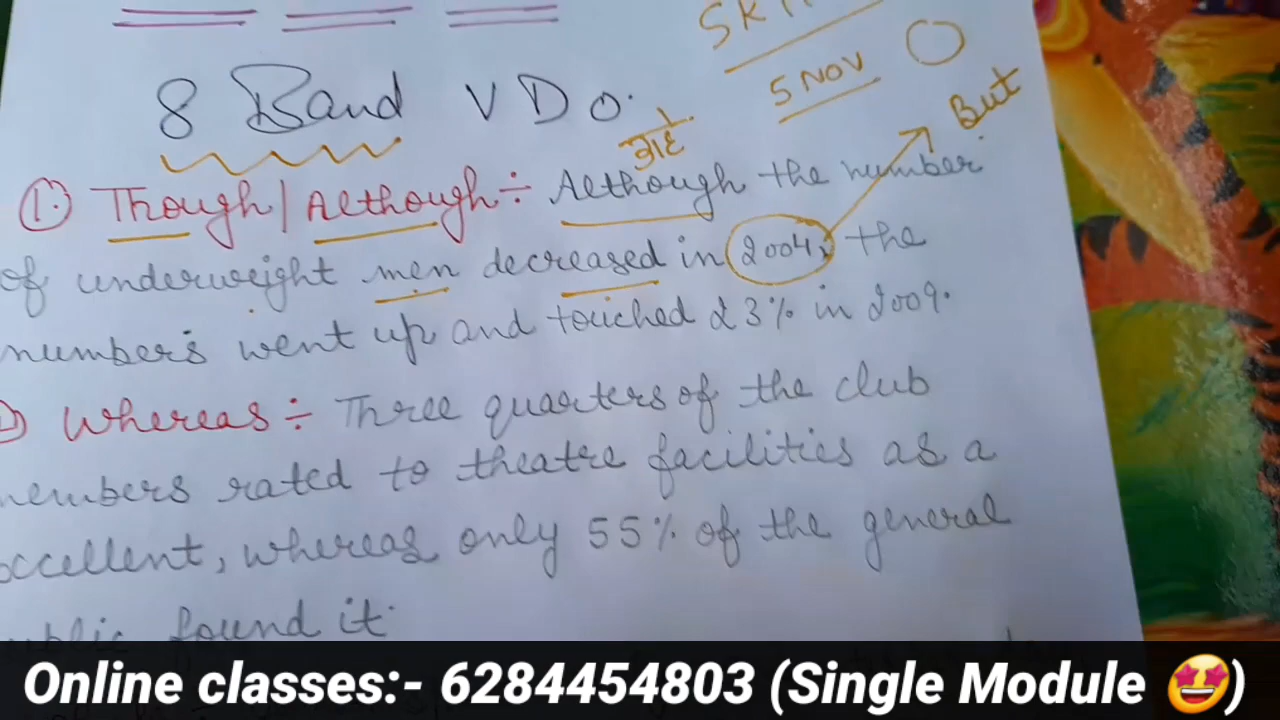 5 NOV
8 Band VDO.
But
① Though/Although ÷ Although the number
of underweight men decreased in 2004, the
numbers went up and touched 23% in 2009.
Whereas ÷ Three quarters of the club
members rated to theatre facilities as a
excellent, whereas only 55% of the general
public found it.
Online classes:- 6284454803 (Single Module 🤩)